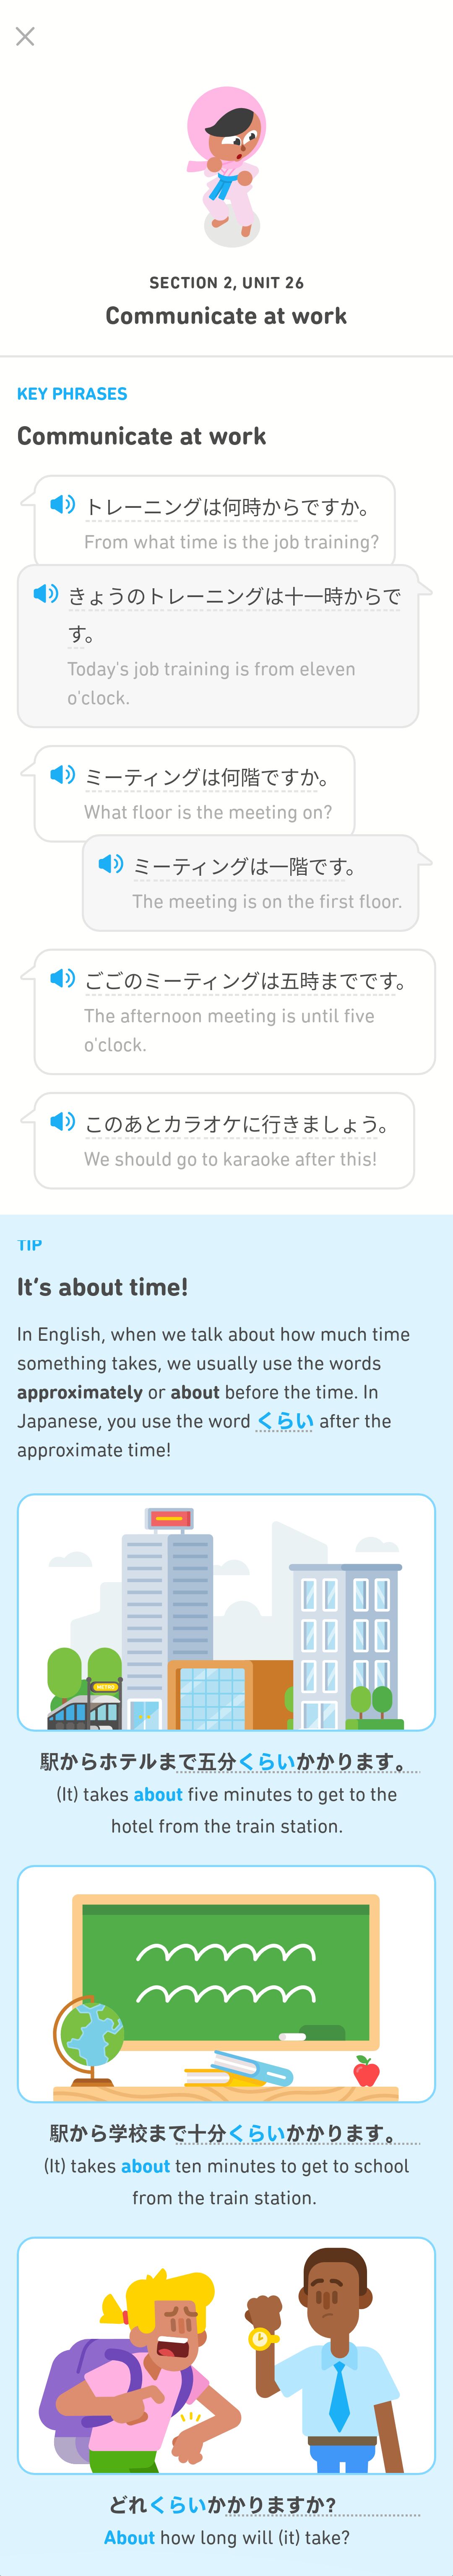 SECTION 2, UNIT 26
Communicate at work
KEY PHRASES
Communicate at work
トレーニングは何時からですか。
From what time is the job training?
きょうのトレーニングは十一時からで
す。
Today's job training is from eleven
o'clock.
ミーティングは何階ですか。
What floor is the meeting on?
ミーティングは一階です。
The meeting is on the first floor.
ごごのミーティングは五時までです。
The afternoon meeting is until five
o'clock.
このあとカラオケに行きましょう。
We should go to karaoke after this!
TIP
It's about time!
In English, when we talk about how much time
something takes, we usually use the words
approximately or about before the time. In
Japanese, you use the word くらい after the
approximate time!
METRO
駅からホテルまで五分くらいかかります。
(It) takes about five minutes to get to the
hotel from the train station.
駅から学校まで十分くらいかかります。
(It) takes about ten minutes to get to school
from the train station.
どれくらいかかりますか?
About how long will (it) take?